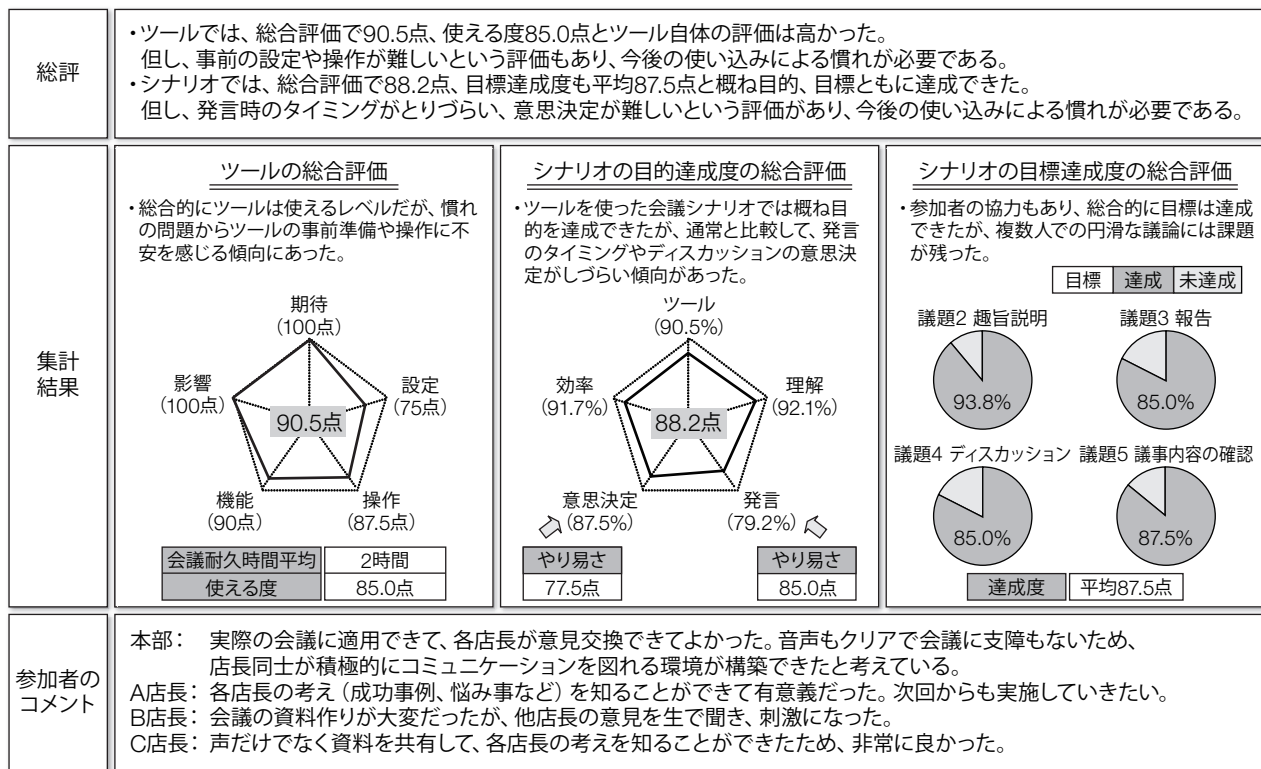 総評
・ツールでは、総合評価で90.5点、使える度85.0点とツール自体の評価は高かった。
但し、事前の設定や操作が難しいという評価もあり、今後の使い込みによる慣れが必要である。
・シナリオでは、総合評価で88.2点、目標達成度も平均87.5点と概ね目的、目標ともに達成できた。
但し、発言時のタイミングがとりづらい、意思決定が難しいという評価があり、今後の使い込みによる慣れが必要である。
集計
結果
ツールの総合評価
・総合的にツールは使えるレベルだが、慣れ
の問題からツールの事前準備や操作に不
安を感じる傾向にあった。
期待
(100点)
影響
(100点)
設定
(75点)
90.5点
機能
(90点)
操作
(87.5点)
会議耐久時間平均 2時間
使える度 85.0点
シナリオの目的達成度の総合評価
・ツールを使った会議シナリオでは概ね目
的を達成できたが、通常と比較して、発言
のタイミングやディスカッションの意思決
定がしづらい傾向があった。
ツール
(90.5%)
効率
(91.7%)
理解
(92.1%)
88.2点
意思決定
(87.5%)
発言
(79.2%)
やり易さ
77.5点
やり易さ
85.0点
シナリオの目標達成度の総合評価
・参加者の協力もあり、総合的に目標は達成
できたが、複数人での円滑な議論には課題
が残った。
目標 達成 未達成
議題2 趣旨説明
93.8%
議題3 報告
85.0%
議題4 ディスカッション
85.0%
議題5 議事内容の確認
87.5%
達成度 平均87.5点
参加者の
コメント
本部: 実際の会議に適用できて、各店長が意見交換できてよかった。音声もクリアで会議に支障もないため、
店長同士が積極的にコミュニケーションを図れる環境が構築できたと考えている。
A店長: 各店長の考え(成功事例、悩み事など)を知ることができて有意義だった。次回からも実施していきたい。
B店長: 会議の資料作りが大変だったが、他店長の意見を生で聞き、刺激になった。
C店長: 声だけでなく資料を共有して、各店長の考えを知ることができたため、非常に良かった。